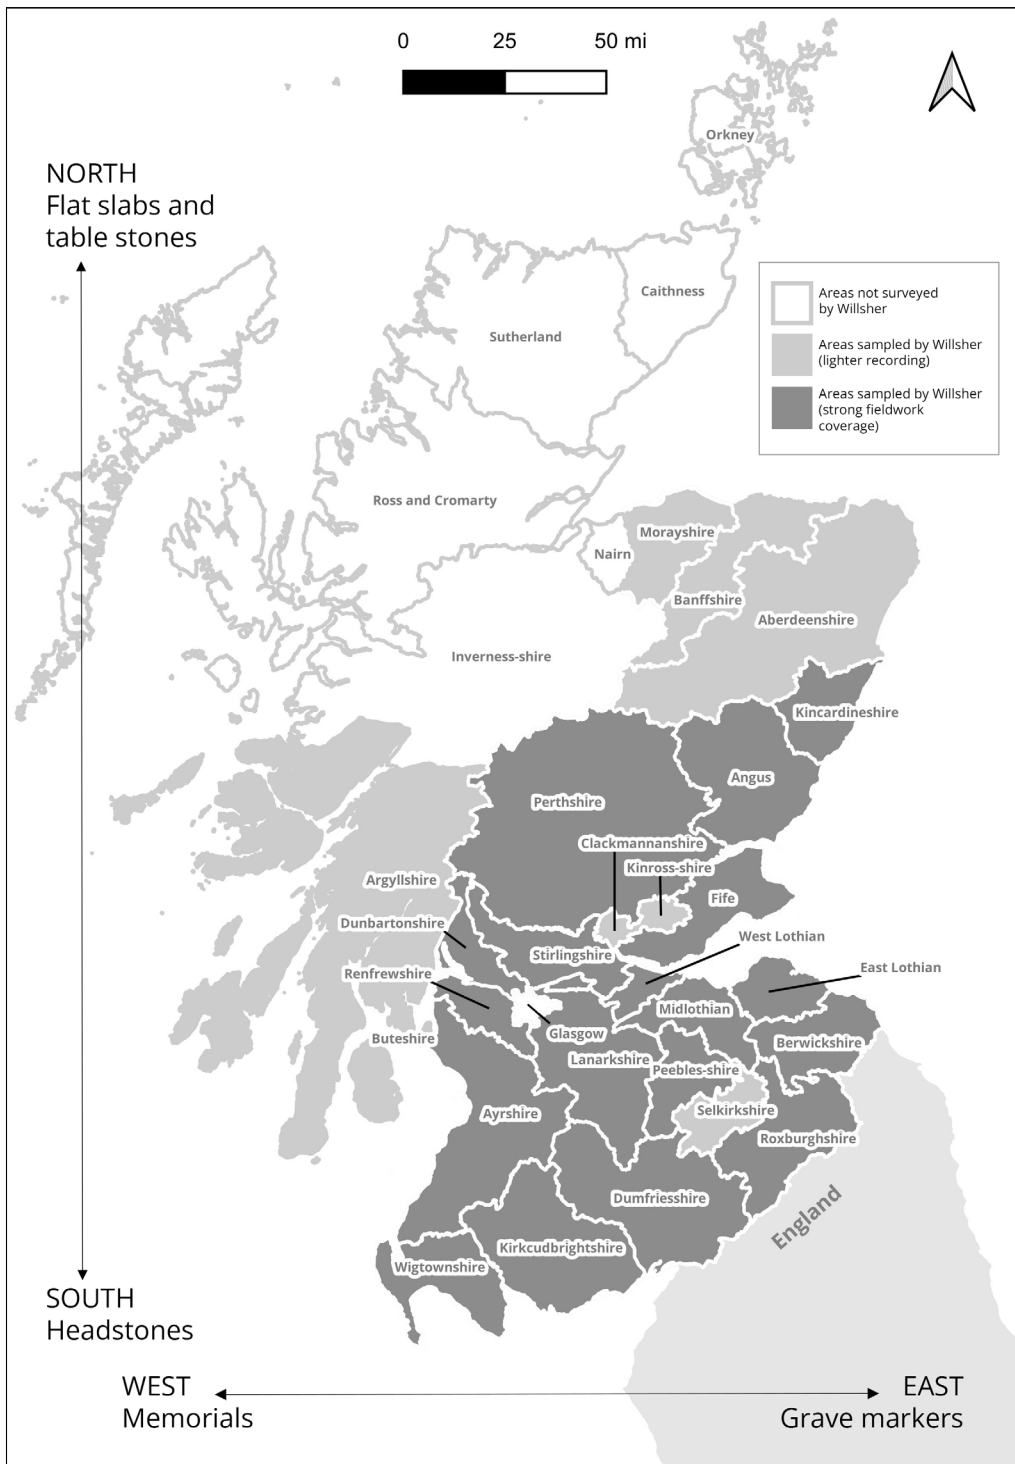 0 25 50 mi
Orkney
NORTH
Flat slabs and
table stones
Caithness
Sutherland
Areas not surveyed
by Willsher
Areas sampled by Willsher
(lighter recording)
Areas sampled by Willsher
(strong fieldwork
coverage)
Ross and Cromarty
Morayshire
Nairn
Banffshire
Aberdeenshire
Inverness-shire
Kincardineshire
Angus
Perthshire
Clackmannanshire
Kinross-shire
Argyllshire
Fife
Dunbartonshire
West Lothian
Stirlingshire
East Lothian
Renfrewshire
Midlothian
Glasgow
Buteshire
Berwickshire
Lanarkshire
Peebles-shire
Selkirkshire
Ayrshire
Roxburghshire
Dumfriesshire
England
Kirkcudbrightshire
Wigtownshire
SOUTH
Headstones
WEST
Memorials
EAST
Grave markers